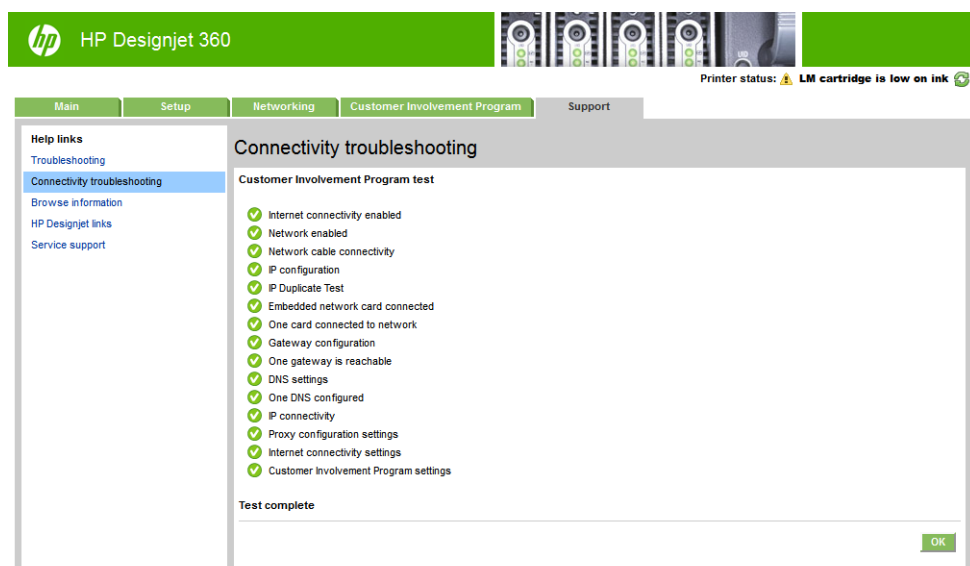 hp HP Designjet 360
Printer status: LM cartridge is low on ink
Main Setup Networking Customer Involvement Program Support
Help links
Troubleshooting
Connectivity troubleshooting
Browse information
HP Designjet links
Service support
Connectivity troubleshooting
Customer Involvement Program test
Internet connectivity enabled
Network enabled
Network cable connectivity
IP configuration
IP Duplicate Test
Embedded network card connected
One card connected to network
Gateway configuration
One gateway is reachable
DNS settings
One DNS configured
IP connectivity
Proxy configuration settings
Internet connectivity settings
Customer Involvement Program settings
Test complete
OK